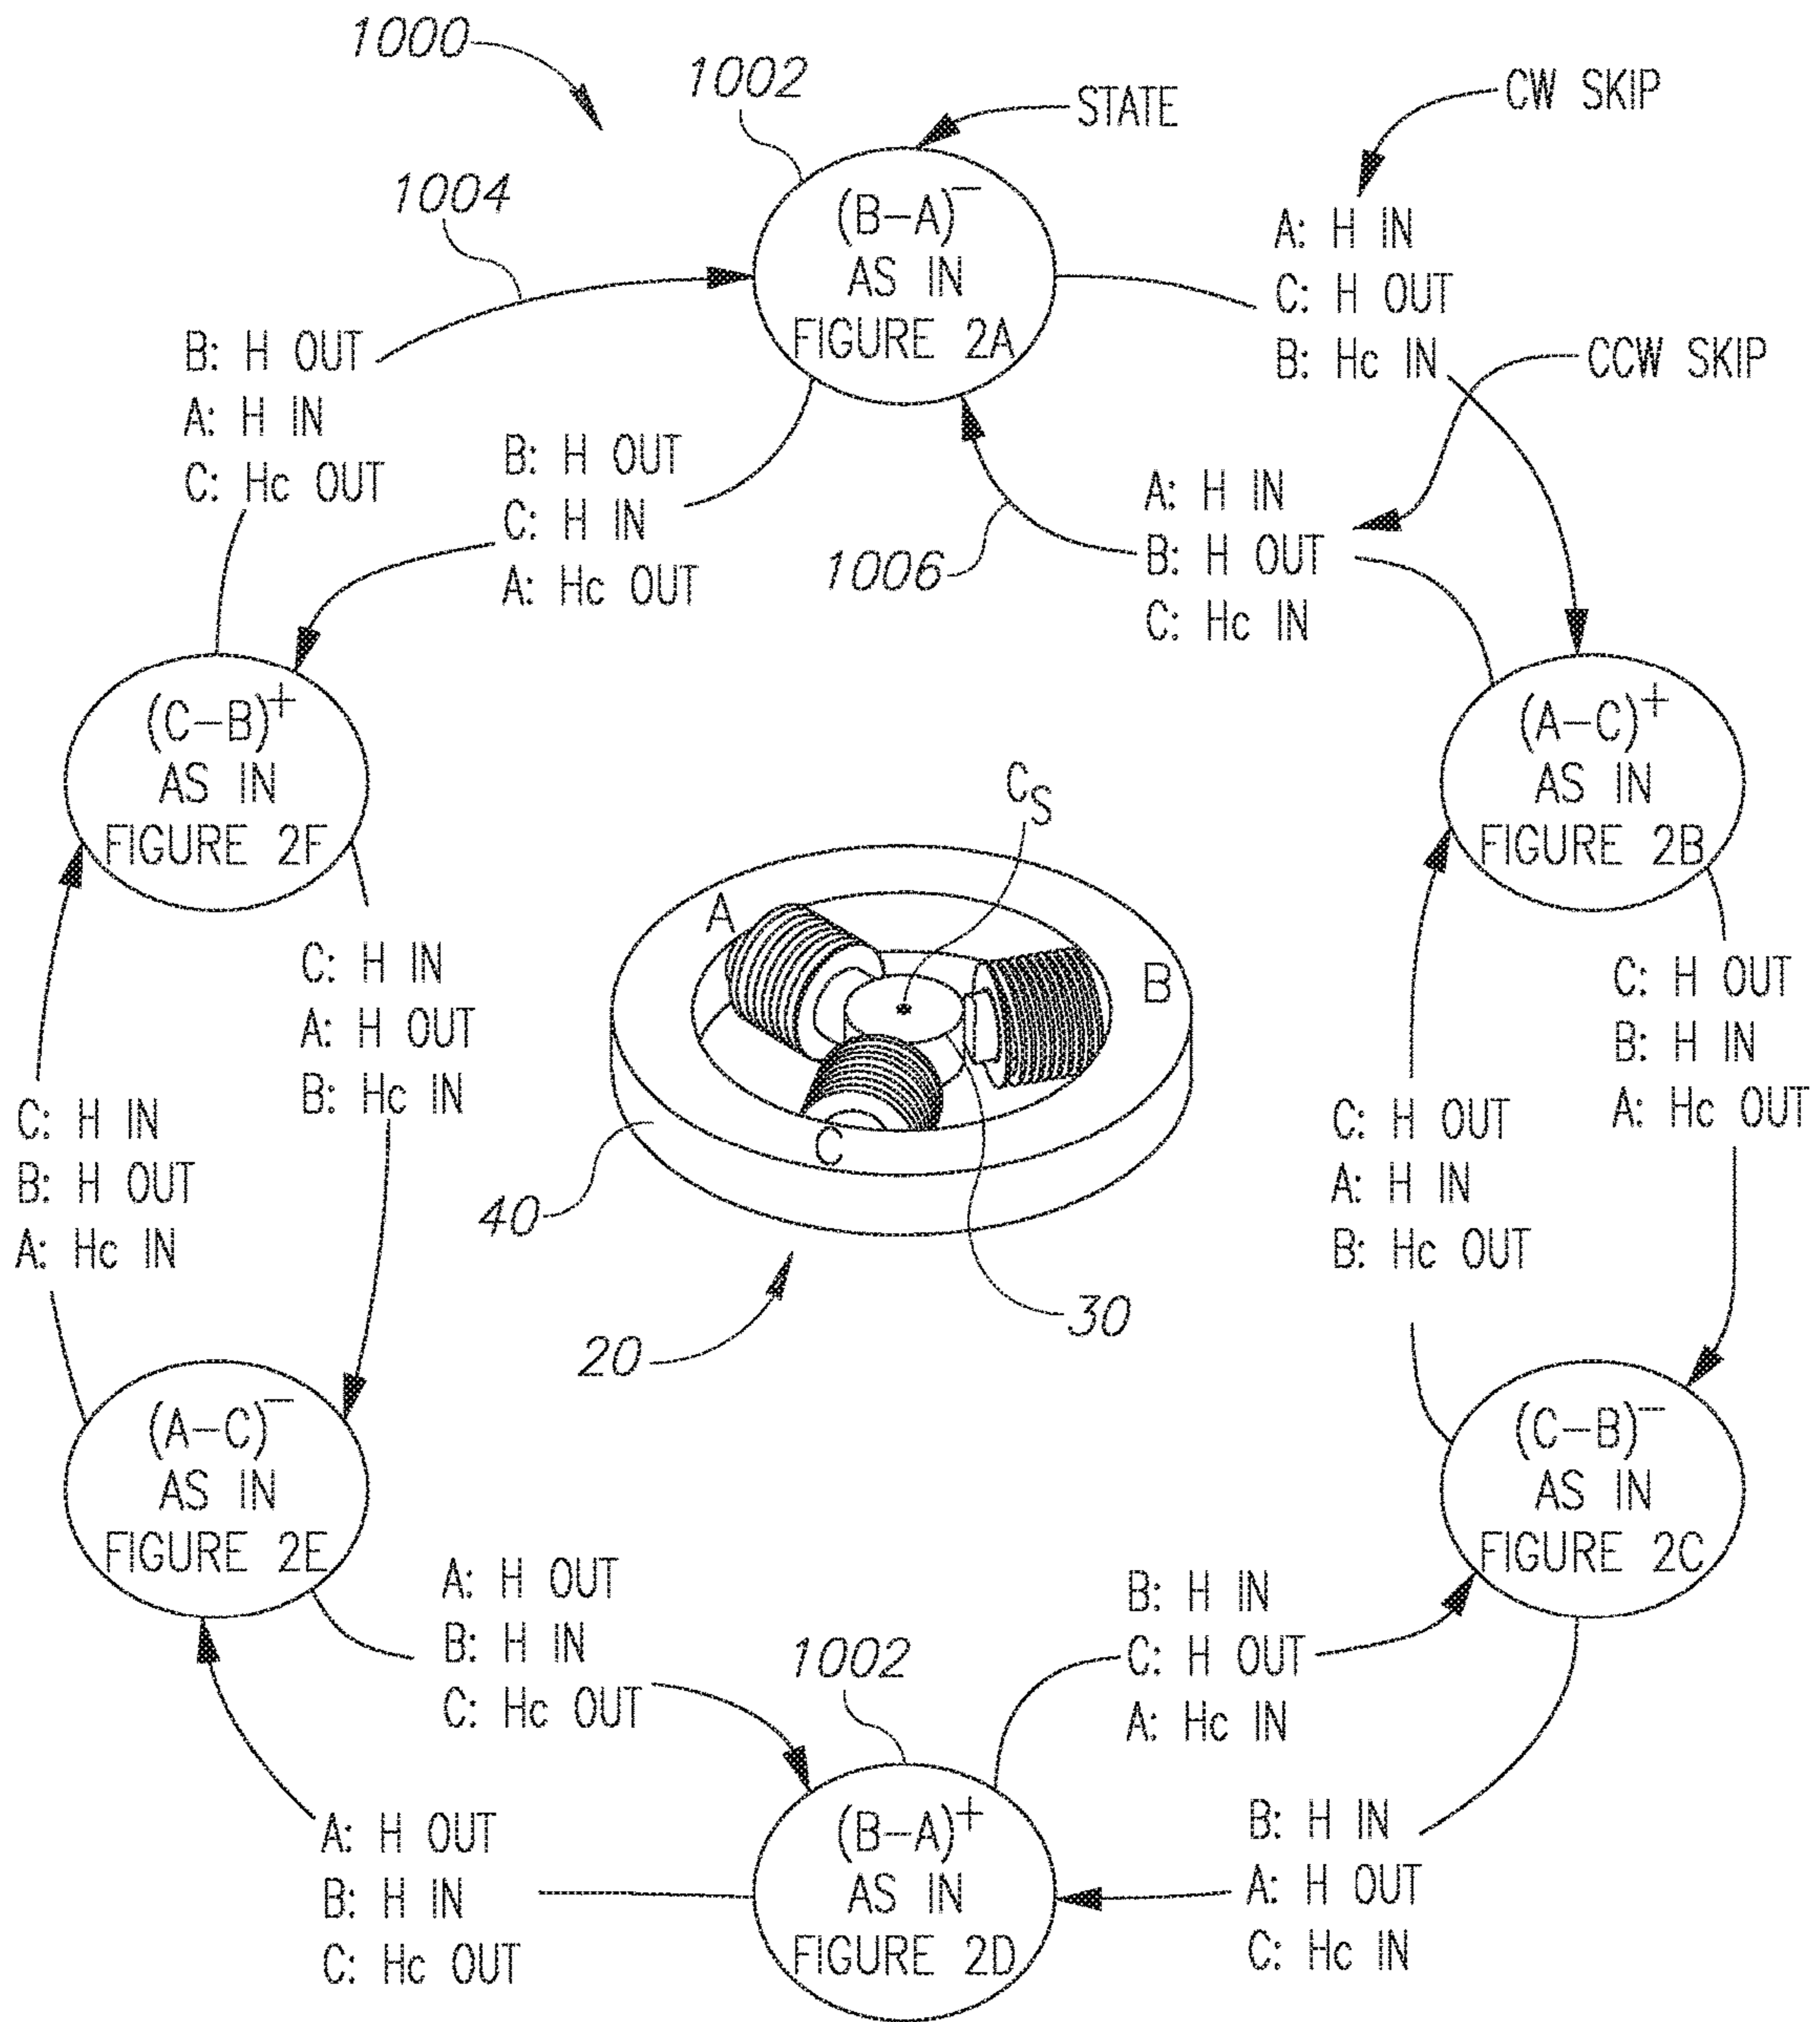 1000
1002
STATE
CW SKIP
1004
(B–A)⁻
AS IN
FIGURE 2A
A: H IN
C: H OUT
B: Hc IN
CCW SKIP
B: H OUT
A: H IN
C: Hc OUT
B: H OUT
C: H IN
A: Hc OUT
A: H IN
B: H OUT
C: Hc IN
1006
(C–B)⁺
AS IN
FIGURE 2F
(A–C)⁺
AS IN
FIGURE 2B
CS
A
B
C
40
20
30
C: H IN
A: H OUT
B: Hc IN
C: H OUT
B: H IN
A: Hc OUT
C: H IN
B: H OUT
A: Hc IN
C: H OUT
A: H IN
B: Hc OUT
(A–C)⁻
AS IN
FIGURE 2E
(C–B)⁻
AS IN
FIGURE 2C
A: H OUT
B: H IN
C: Hc OUT
1002
B: H IN
C: H OUT
A: Hc IN
A: H OUT
B: H IN
C: Hc OUT
(B–A)⁺
AS IN
FIGURE 2D
B: H IN
A: H OUT
C: Hc IN